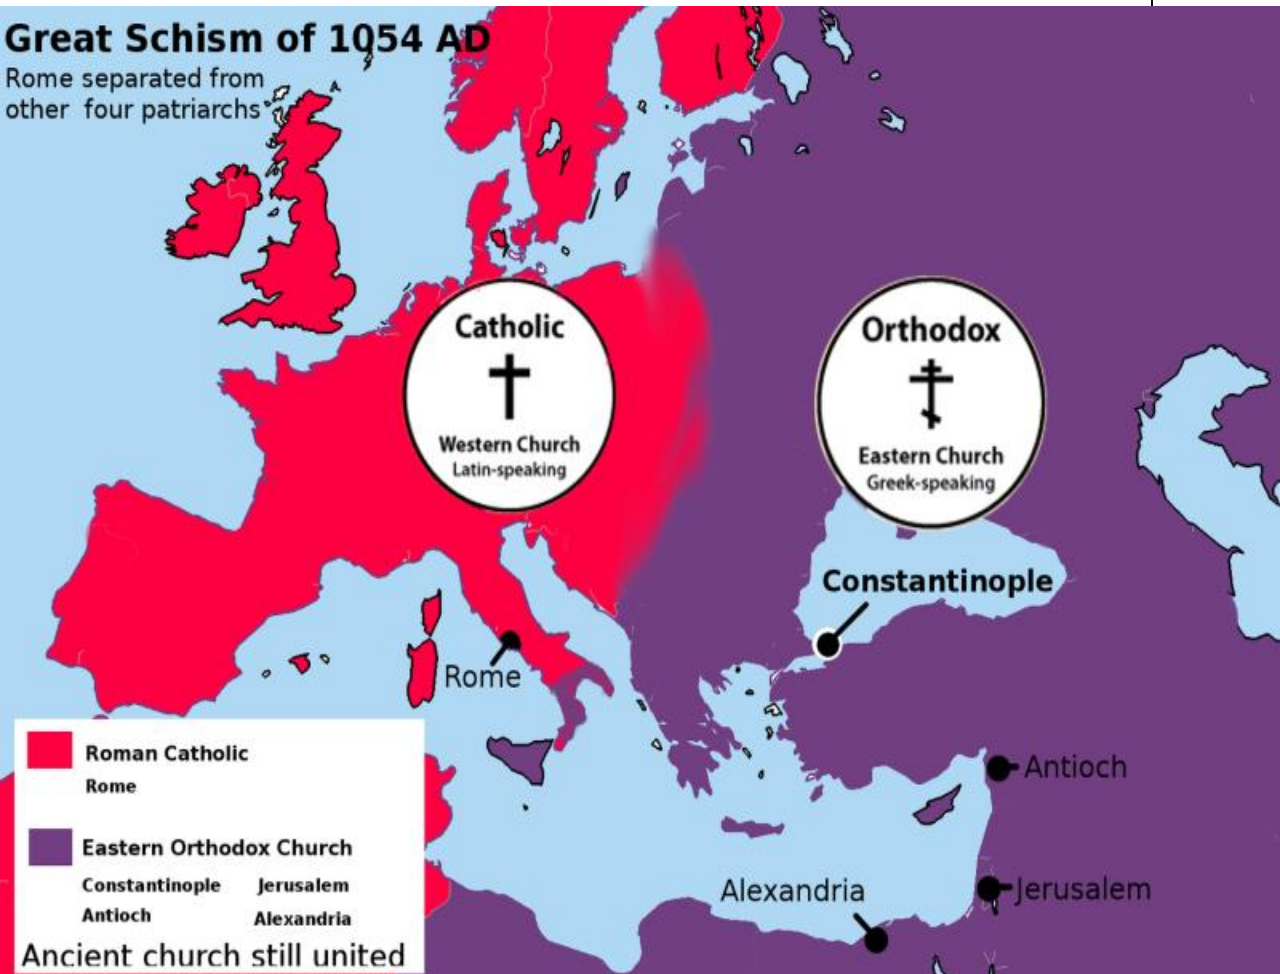 Great Schism of 1054 AD
Rome separated from
other four patriarchs
Catholic
Western Church
Latin-speaking
Orthodox
Eastern Church
Greek-speaking
Constantinople
Rome
Antioch
Alexandria
Jerusalem
Roman Catholic
Rome
Eastern Orthodox Church
Constantinople Jerusalem
Antioch Alexandria
Ancient church still united